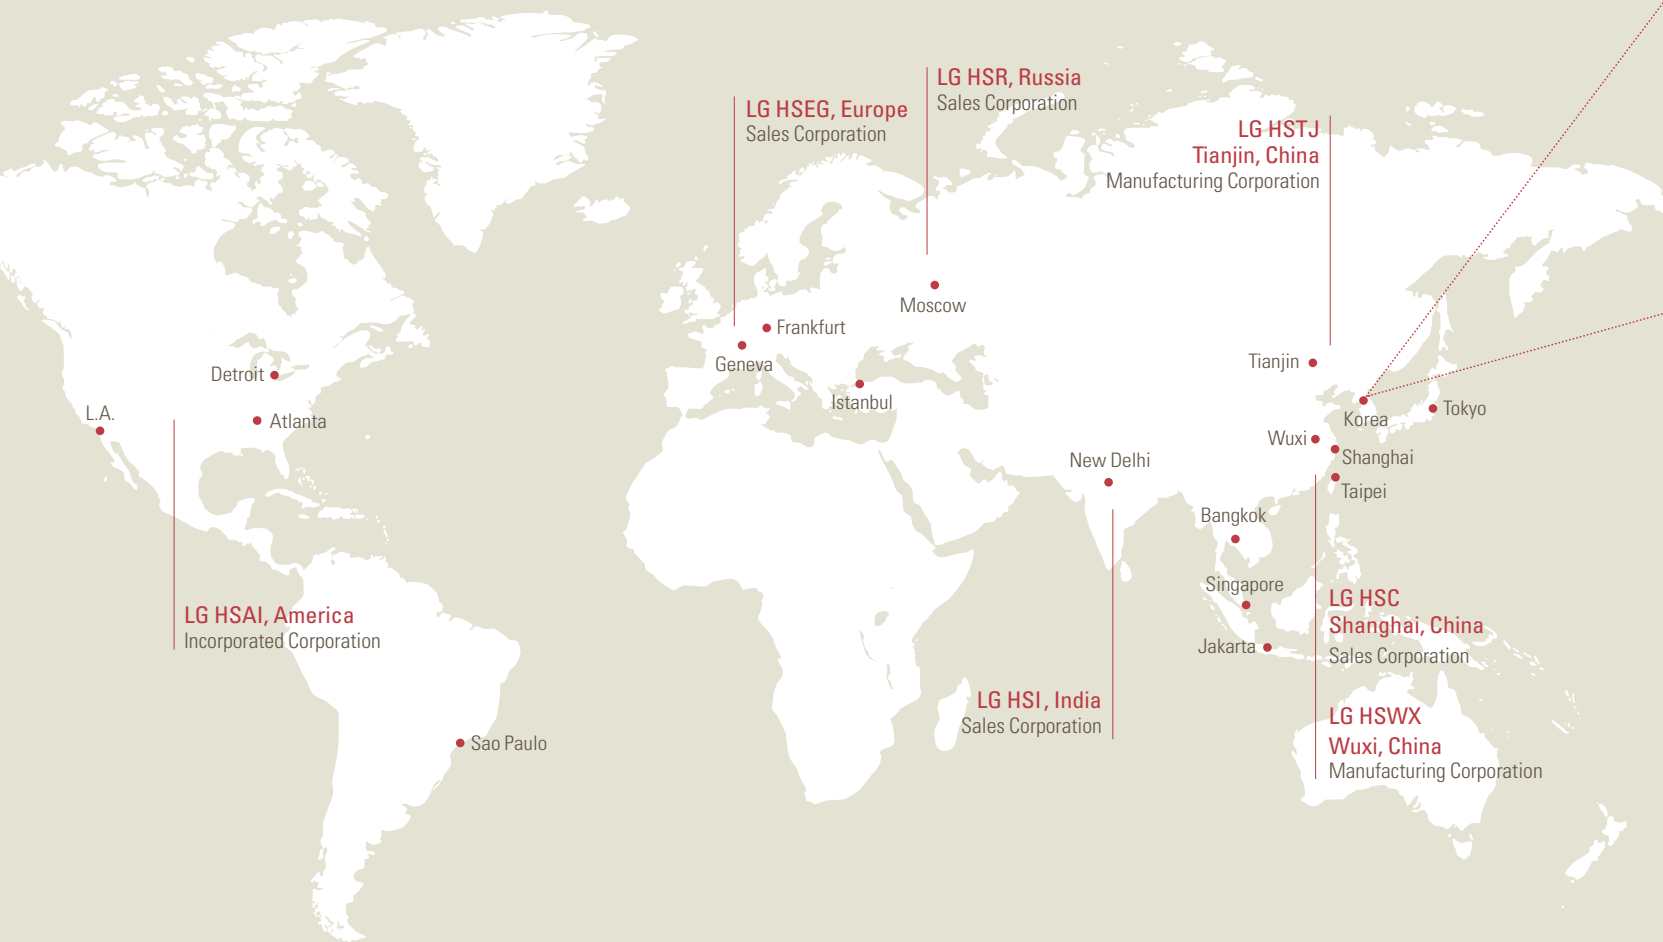 LG HSR, Russia
Sales Corporation
LG HSEG, Europe
Sales Corporation
LG HSTJ
Tianjin, China
Manufacturing Corporation
Moscow
Frankfurt
Geneva
Istanbul
Detroit
L.A.
Atlanta
Tianjin
Korea
Tokyo
Wuxi
Shanghai
Taipei
New Delhi
Bangkok
Singapore
Jakarta
LG HSAI, America
Incorporated Corporation
LG HSC
Shanghai, China
Sales Corporation
LG HSI, India
Sales Corporation
LG HSWX
Wuxi, China
Manufacturing Corporation
Sao Paulo